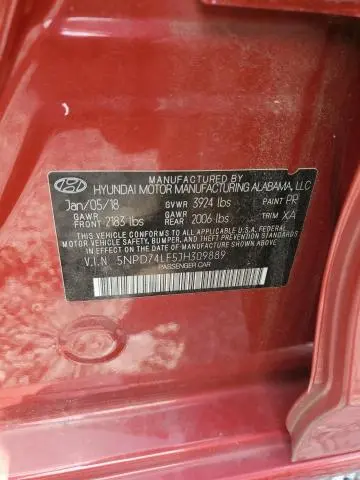 MANUFACTURED BY
HYUNDAI MOTOR MANUFACTURING ALABAMA, LLC
Jan/05/18 GVWR 3924 lbs PAINT PR
GAWR FRONT 2183 lbs GAWR REAR 2006 lbs TRIM XA
THIS VEHICLE CONFORMS TO ALL APPLICABLE U.S.A. FEDERAL
MOTOR VEHICLE SAFETY, BUMPER, AND THEFT PREVENTION STANDARDS
IN EFFECT ON THE DATE OF MANUFACTURE SHOWN ABOVE.
V.I.N 5NPD74LF5JH309889
PASSENGER CAR